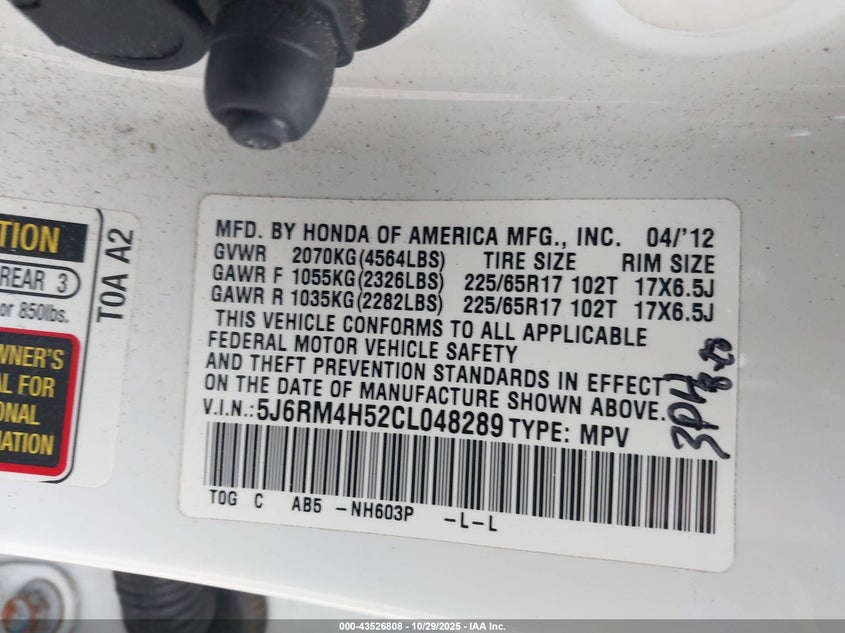 TION
REAR 3
or 850lbs.
WNER'S
AL FOR
ONAL
MATION
T0A A2
MFD. BY HONDA OF AMERICA MFG., INC. 04/'12
GVWR 2070KG(4564LBS) TIRE SIZE RIM SIZE
GAWR F 1055KG(2326LBS) 225/65R17 102T 17X6.5J
GAWR R 1035KG(2282LBS) 225/65R17 102T 17X6.5J
THIS VEHICLE CONFORMS TO ALL APPLICABLE
FEDERAL MOTOR VEHICLE SAFETY
AND THEFT PREVENTION STANDARDS IN EFFECT
ON THE DATE OF MANUFACTURE SHOWN ABOVE.
V.I.N.: 5J6RM4H52CL048289 TYPE: MPV
T0G C AB5 -NH603P -L-L
000-43526808 - 10/29/2025 - IAA Inc.